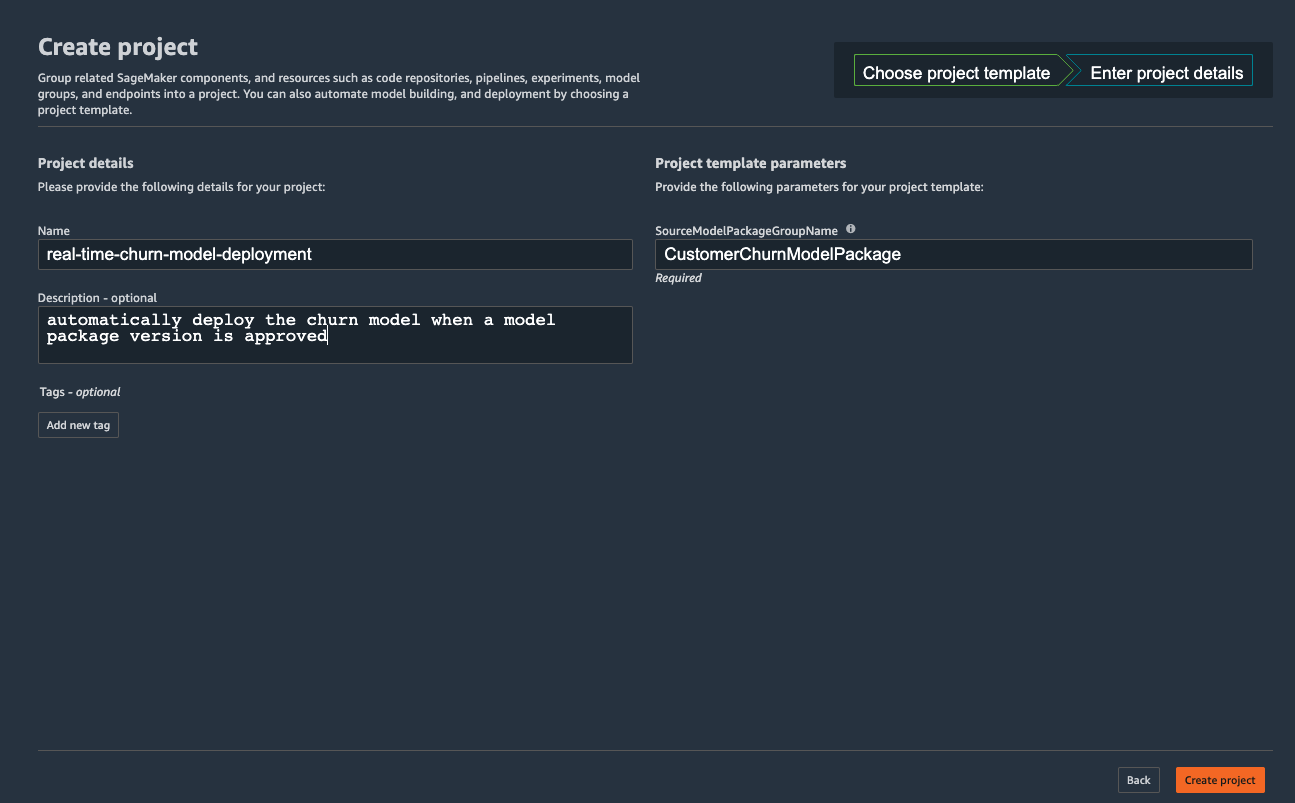 Create project
Group related SageMaker components, and resources such as code repositories, pipelines, experiments, model
groups, and endpoints into a project. You can also automate model building, and deployment by choosing a
project template.
Choose project template
Enter project details
Project details
Please provide the following details for your project:
Name
real-time-churn-model-deployment
Description - optional
automatically deploy the churn model when a model
package version is approved
Tags - optional
Add new tag
Project template parameters
Provide the following parameters for your project template:
SourceModelPackageGroupName
CustomerChurnModelPackage
Required
Back
Create project